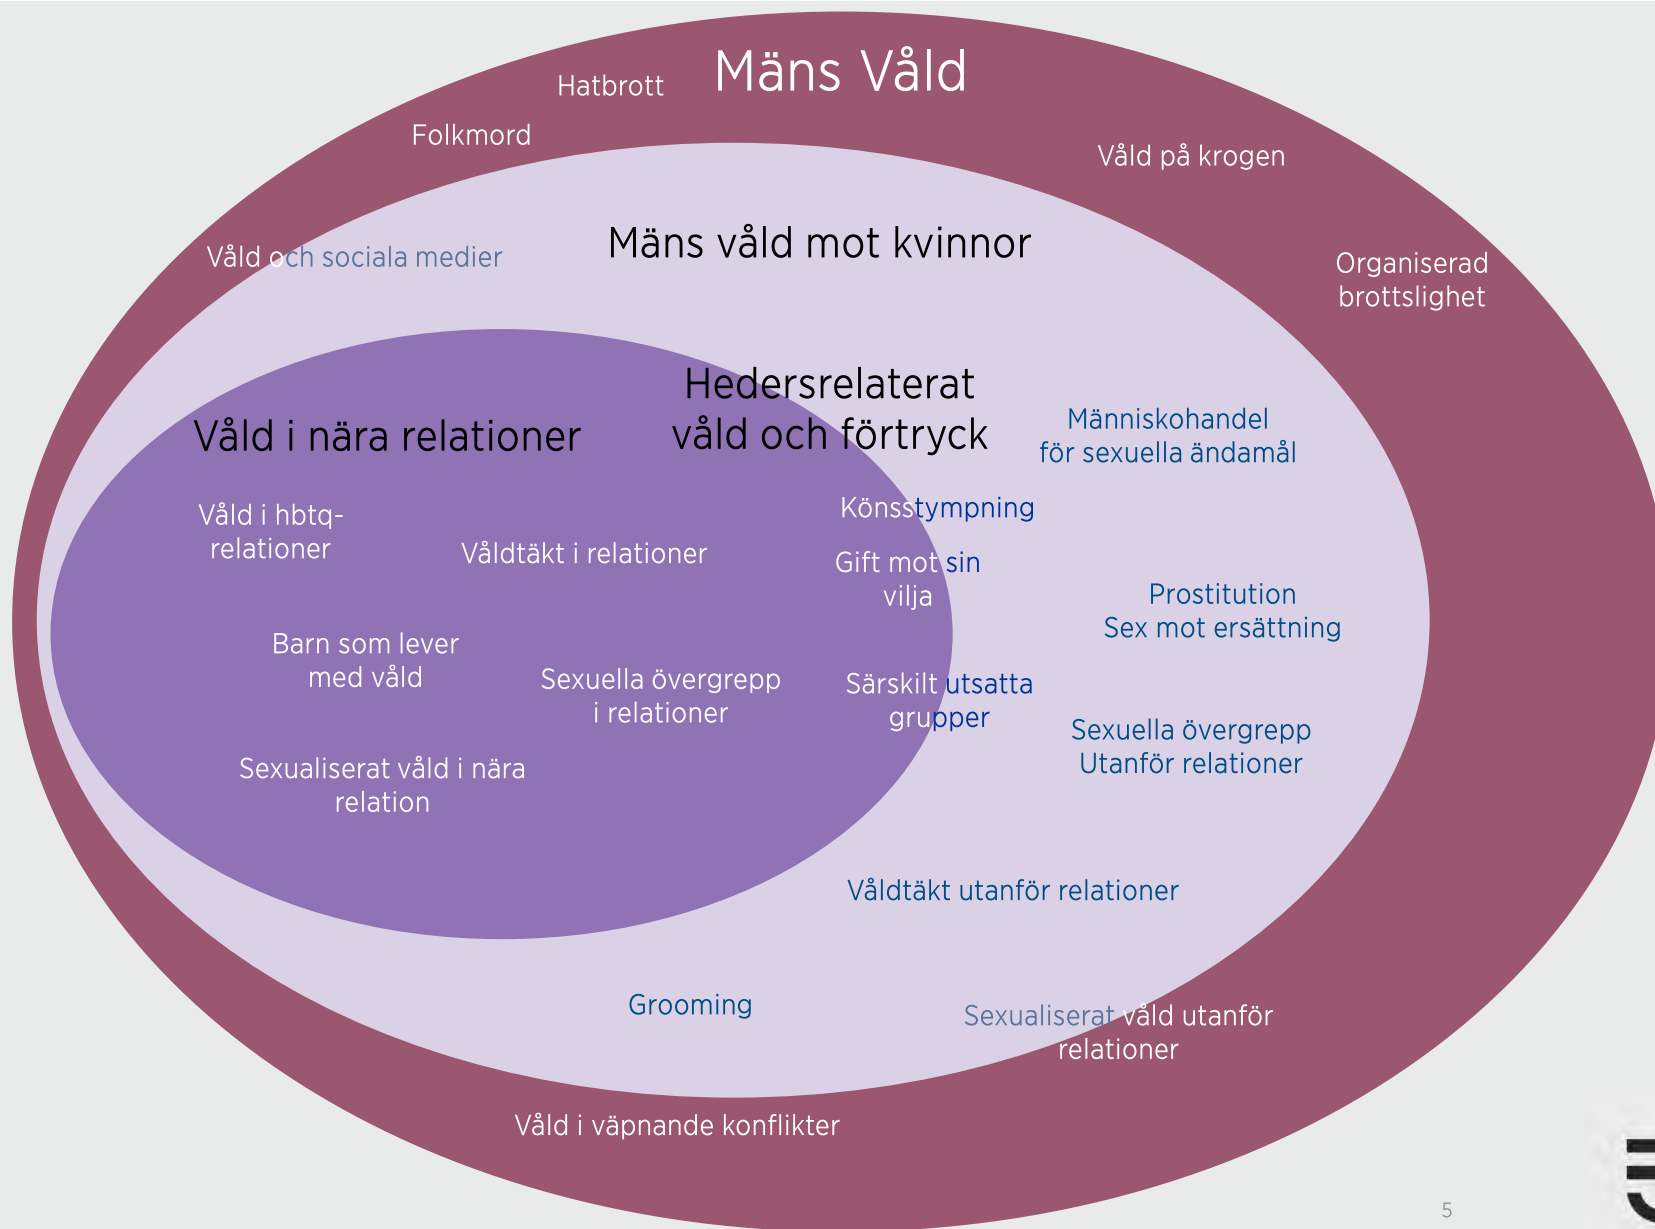 Mäns Våld
Hatbrott
Folkmord
Våld på krogen
Våld och sociala medier
Mäns våld mot kvinnor
Organiserad
brottslighet
Hedersrelaterat
våld och förtryck
Våld i nära relationer
Människohandel
för sexuella ändamål
Våld i hbtq-
relationer
Våldtäkt i relationer
Könsstympning
Gift mot sin
vilja
Prostitution
Sex mot ersättning
Barn som lever
med våld
Sexuella övergrepp
i relationer
Särskilt utsatta
grupper
Sexuella övergrepp
Utanför relationer
Sexualiserat våld i nära
relation
Våldtäkt utanför relationer
Grooming
Sexualiserat våld utanför
relationer
Våld i väpnande konflikter
5